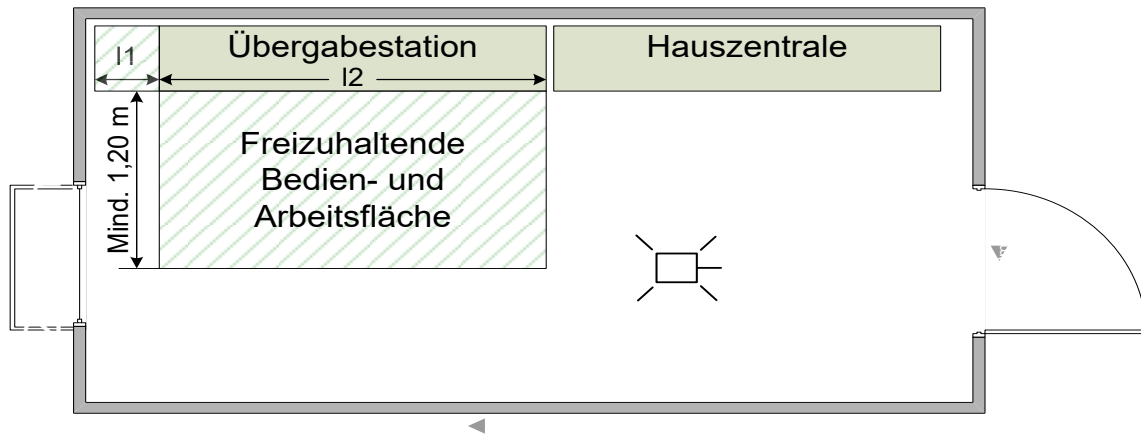 Übergabestation
Hauszentrale
l1
l2
Mind. 1,20 m
Freizuhaltende
Bedien- und
Arbeitsfläche